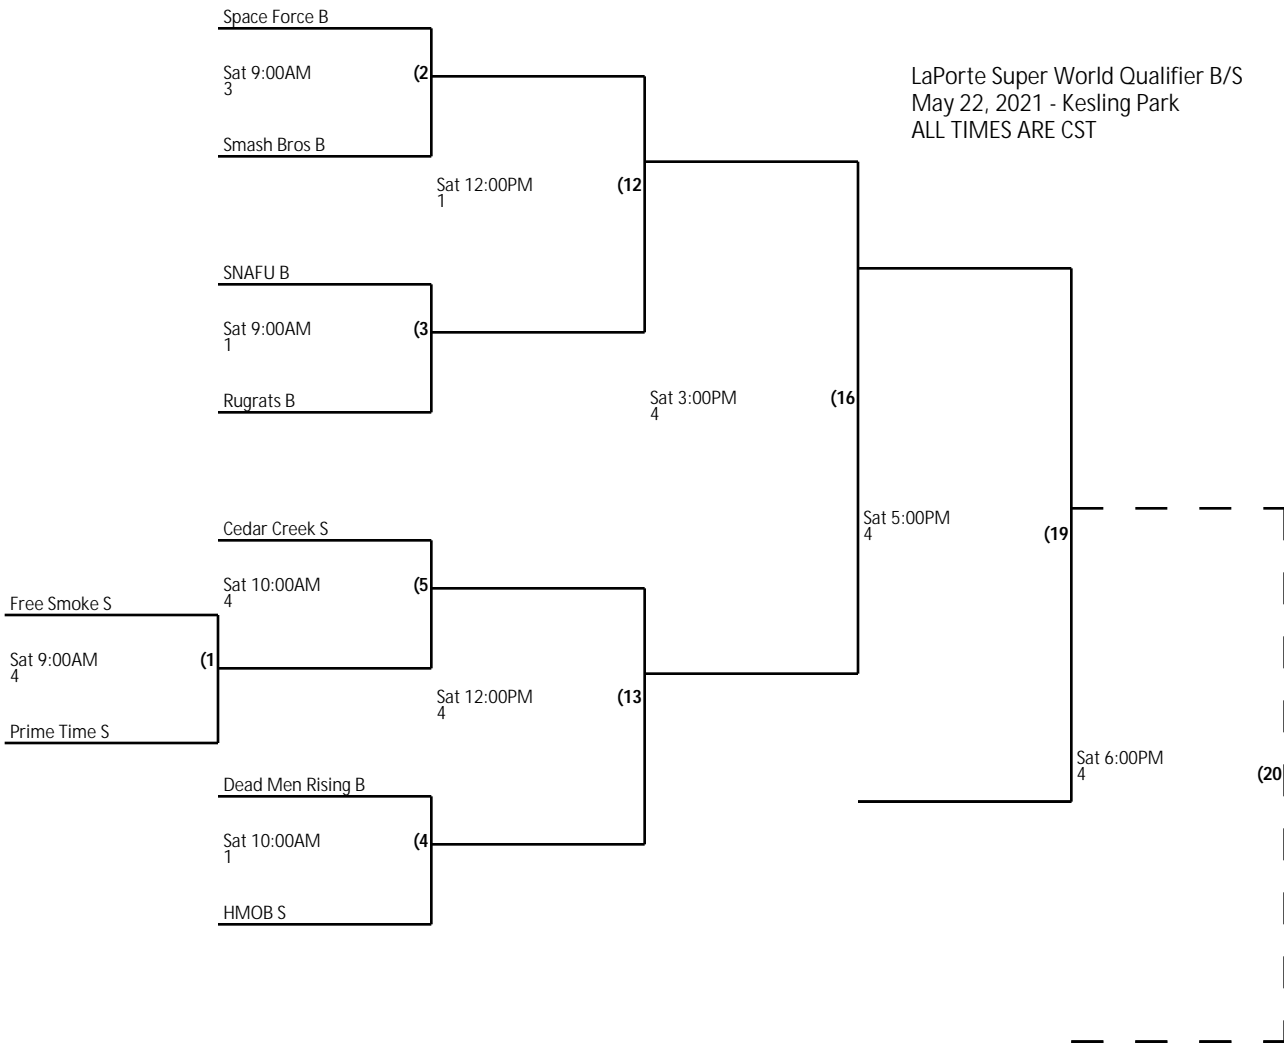 Space Force B
Sat 9:00AM
3
(2
Smash Bros B
LaPorte Super World Qualifier B/S
May 22, 2021 - Kesling Park
ALL TIMES ARE CST
Sat 12:00PM
1
(12
SNAFU B
Sat 9:00AM
1
(3
Rugrats B
Sat 3:00PM
4
(16
Cedar Creek S
Sat 10:00AM
4
(5
Sat 5:00PM
4
(19
Free Smoke S
Sat 9:00AM
4
(1
Prime Time S
Sat 12:00PM
4
(13
Dead Men Rising B
Sat 10:00AM
1
(4
HMOB S
Sat 6:00PM
4
(20